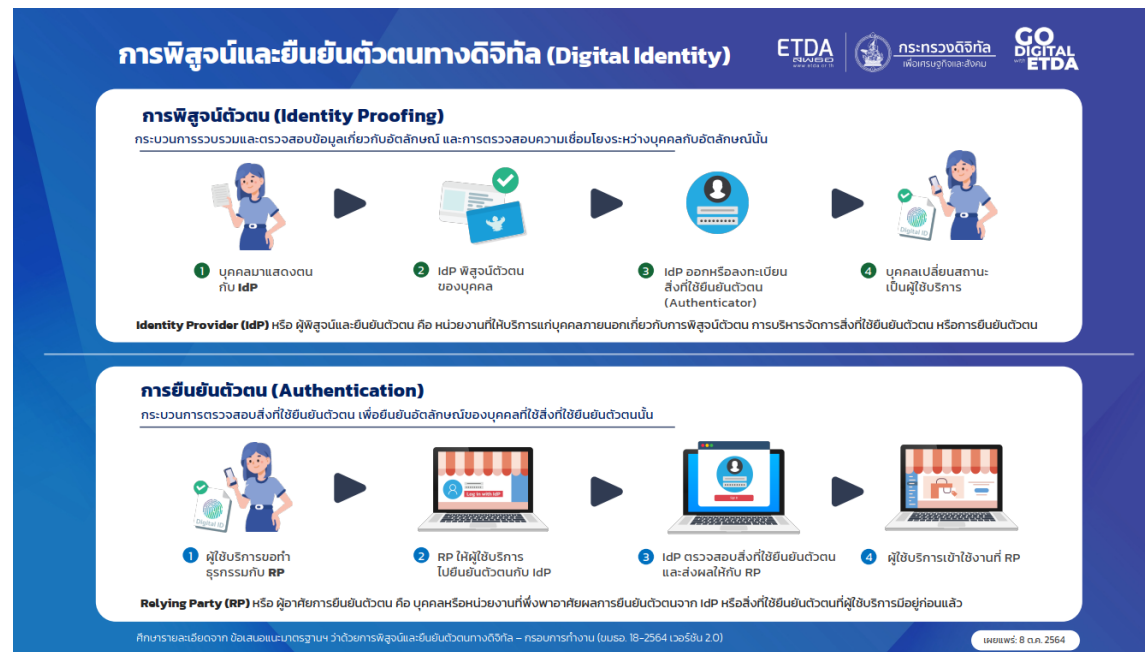 การพิสูจน์และยืนยันตัวตนทางดิจิทัล (Digital Identity)
ETDA
สพธอ
www.etda.or.th
กระทรวงดิจิทัล
เพื่อเศรษฐกิจและสังคม
GO
DIGITAL
with ETDA
การพิสูจน์ตัวตน (Identity Proofing)
กระบวนการรวบรวมและตรวจสอบข้อมูลเกี่ยวกับอัตลักษณ์ และการตรวจสอบความเชื่อมโยงระหว่างบุคคลกับอัตลักษณ์นั้น
Digital ID
1 บุคคลมาแสดงตน
กับ IdP
2 IdP พิสูจน์ตัวตน
ของบุคคล
3 IdP ออกหรือลงทะเบียน
สิ่งที่ใช้ยืนยันตัวตน
(Authenticator)
4 บุคคลเปลี่ยนสถานะ
เป็นผู้ใช้บริการ
Identity Provider (IdP) หรือ ผู้พิสูจน์และยืนยันตัวตน คือ หน่วยงานที่ให้บริการแก่บุคคลภายนอกเกี่ยวกับการพิสูจน์ตัวตน การบริหารจัดการสิ่งที่ใช้ยืนยันตัวตน หรือการยืนยันตัวตน
การยืนยันตัวตน (Authentication)
กระบวนการตรวจสอบสิ่งที่ใช้ยืนยันตัวตน เพื่อยืนยันอัตลักษณ์ของบุคคลที่ใช้สิ่งที่ใช้ยืนยันตัวตนนั้น
Digital ID
Log in with IdP
1 ผู้ใช้บริการขอทำ
ธุรกรรมกับ RP
2 RP ให้ผู้ใช้บริการ
ไปยืนยันตัวตนกับ IdP
3 IdP ตรวจสอบสิ่งที่ใช้ยืนยันตัวตน
และส่งผลให้กับ RP
4 ผู้ใช้บริการเข้าใช้งานที่ RP
Relying Party (RP) หรือ ผู้อาศัยการยืนยันตัวตน คือ บุคคลหรือหน่วยงานที่พึ่งพาอาศัยผลการยืนยันตัวตนจาก IdP หรือสิ่งที่ใช้ยืนยันตัวตนที่ผู้ใช้บริการมีอยู่ก่อนแล้ว
ศึกษารายละเอียดจาก ข้อเสนอแนะมาตรฐานฯ ว่าด้วยการพิสูจน์และยืนยันตัวตนทางดิจิทัล – กรอบการทำงาน (ขมธอ. 18-2564 เวอร์ชัน 2.0)
เผยแพร่: 8 ต.ค. 2564